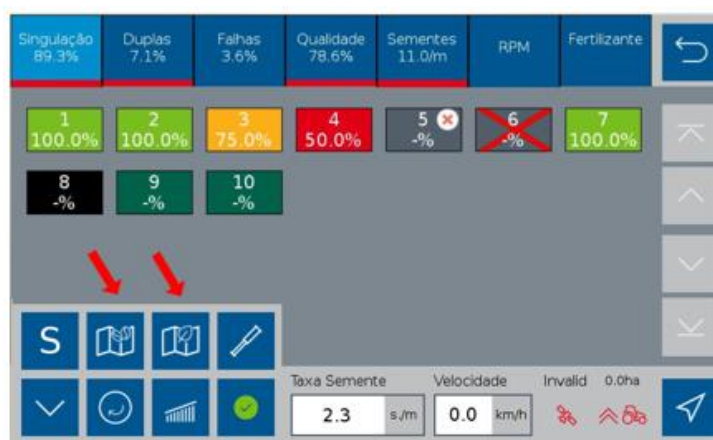 Singulação Duplas Falhas Qualidade Sementes RPM Fertilizante
89.3% 7.1% 3.6% 78.6% 11.0/m
1 2 3 4 5 6 7
100.0% 100.0% 75.0% 50.0% -% -% 100.0%
8 9 10
-% -% -%
S
Taxa Semente Velocidade Invalid 0.0ha
2.3 s./m 0.0 km/h